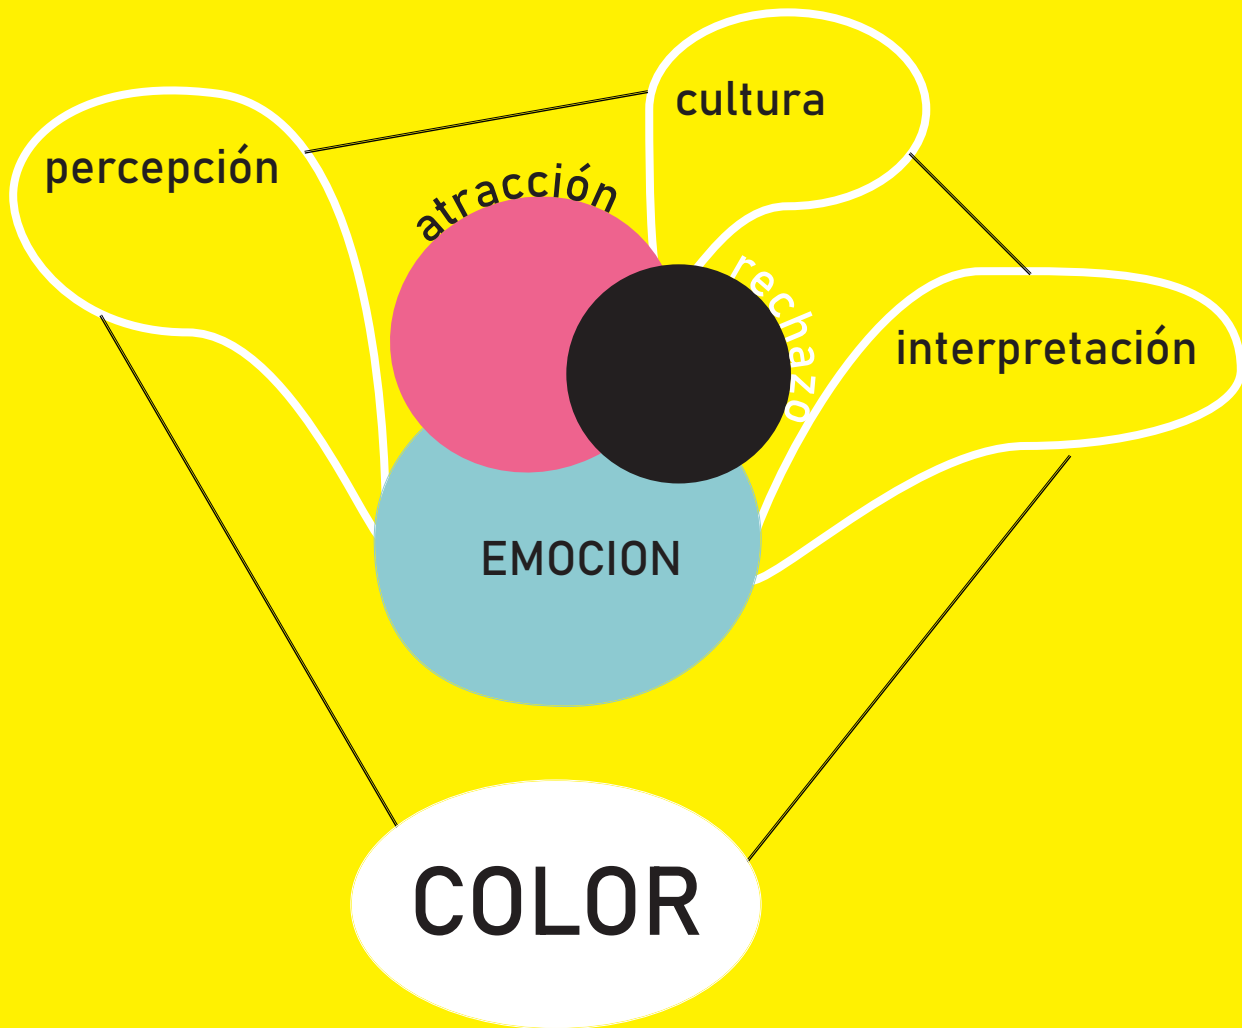 cultura
percepción
atracción
rechazo
interpretación
EMOCION
COLOR